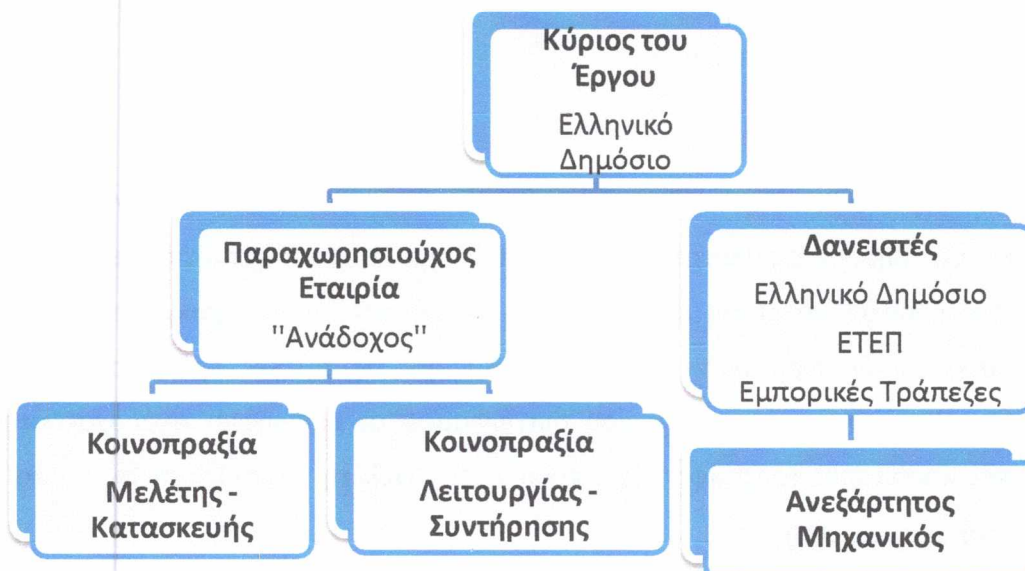 Κύριος του
Έργου
Ελληνικό
Δημόσιο
Παραχωρησιούχος
Εταιρία
"Ανάδοχος"
Δανειστές
Ελληνικό Δημόσιο
ΕΤΕΠ
Εμπορικές Τράπεζες
Κοινοπραξία
Μελέτης -
Κατασκευής
Κοινοπραξία
Λειτουργίας -
Συντήρησης
Ανεξάρτητος
Μηχανικός